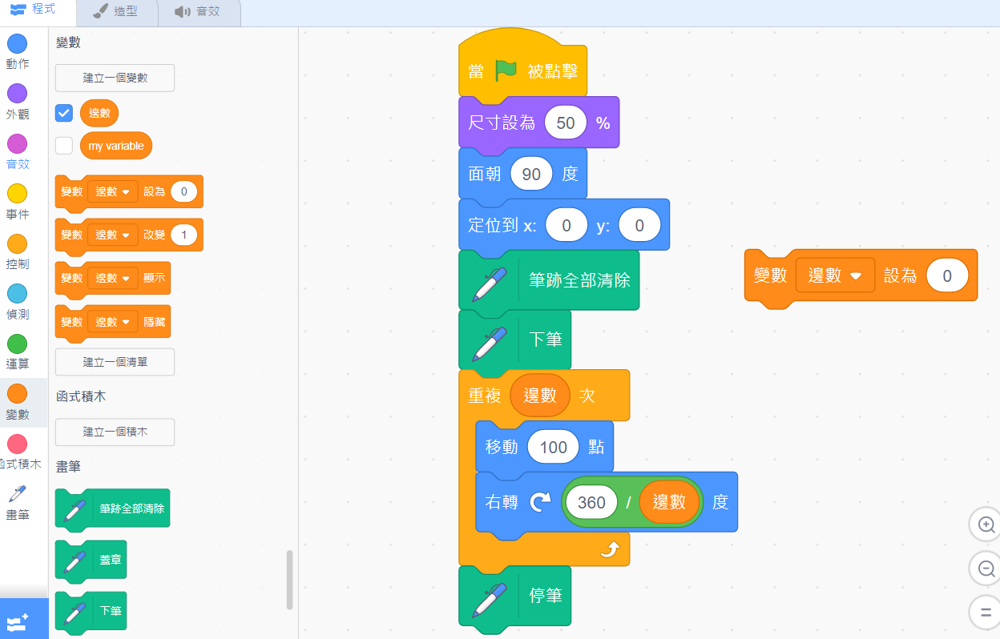 程式 造型 音效
動作
外觀
音效
事件
控制
偵測
運算
變數
函式積木
畫筆
變數
建立一個變數
邊數
my variable
變數 邊數 設為 0
變數 邊數 改變 1
變數 邊數 顯示
變數 邊數 隱藏
建立一個清單
函式積木
建立一個積木
畫筆
筆跡全部清除
蓋章
下筆
當 被點擊
尺寸設為 50 %
面朝 90 度
定位到 x: 0 y: 0
筆跡全部清除
下筆
重複 邊數 次
移動 100 點
右轉 360 / 邊數 度
停筆
變數 邊數 設為 0